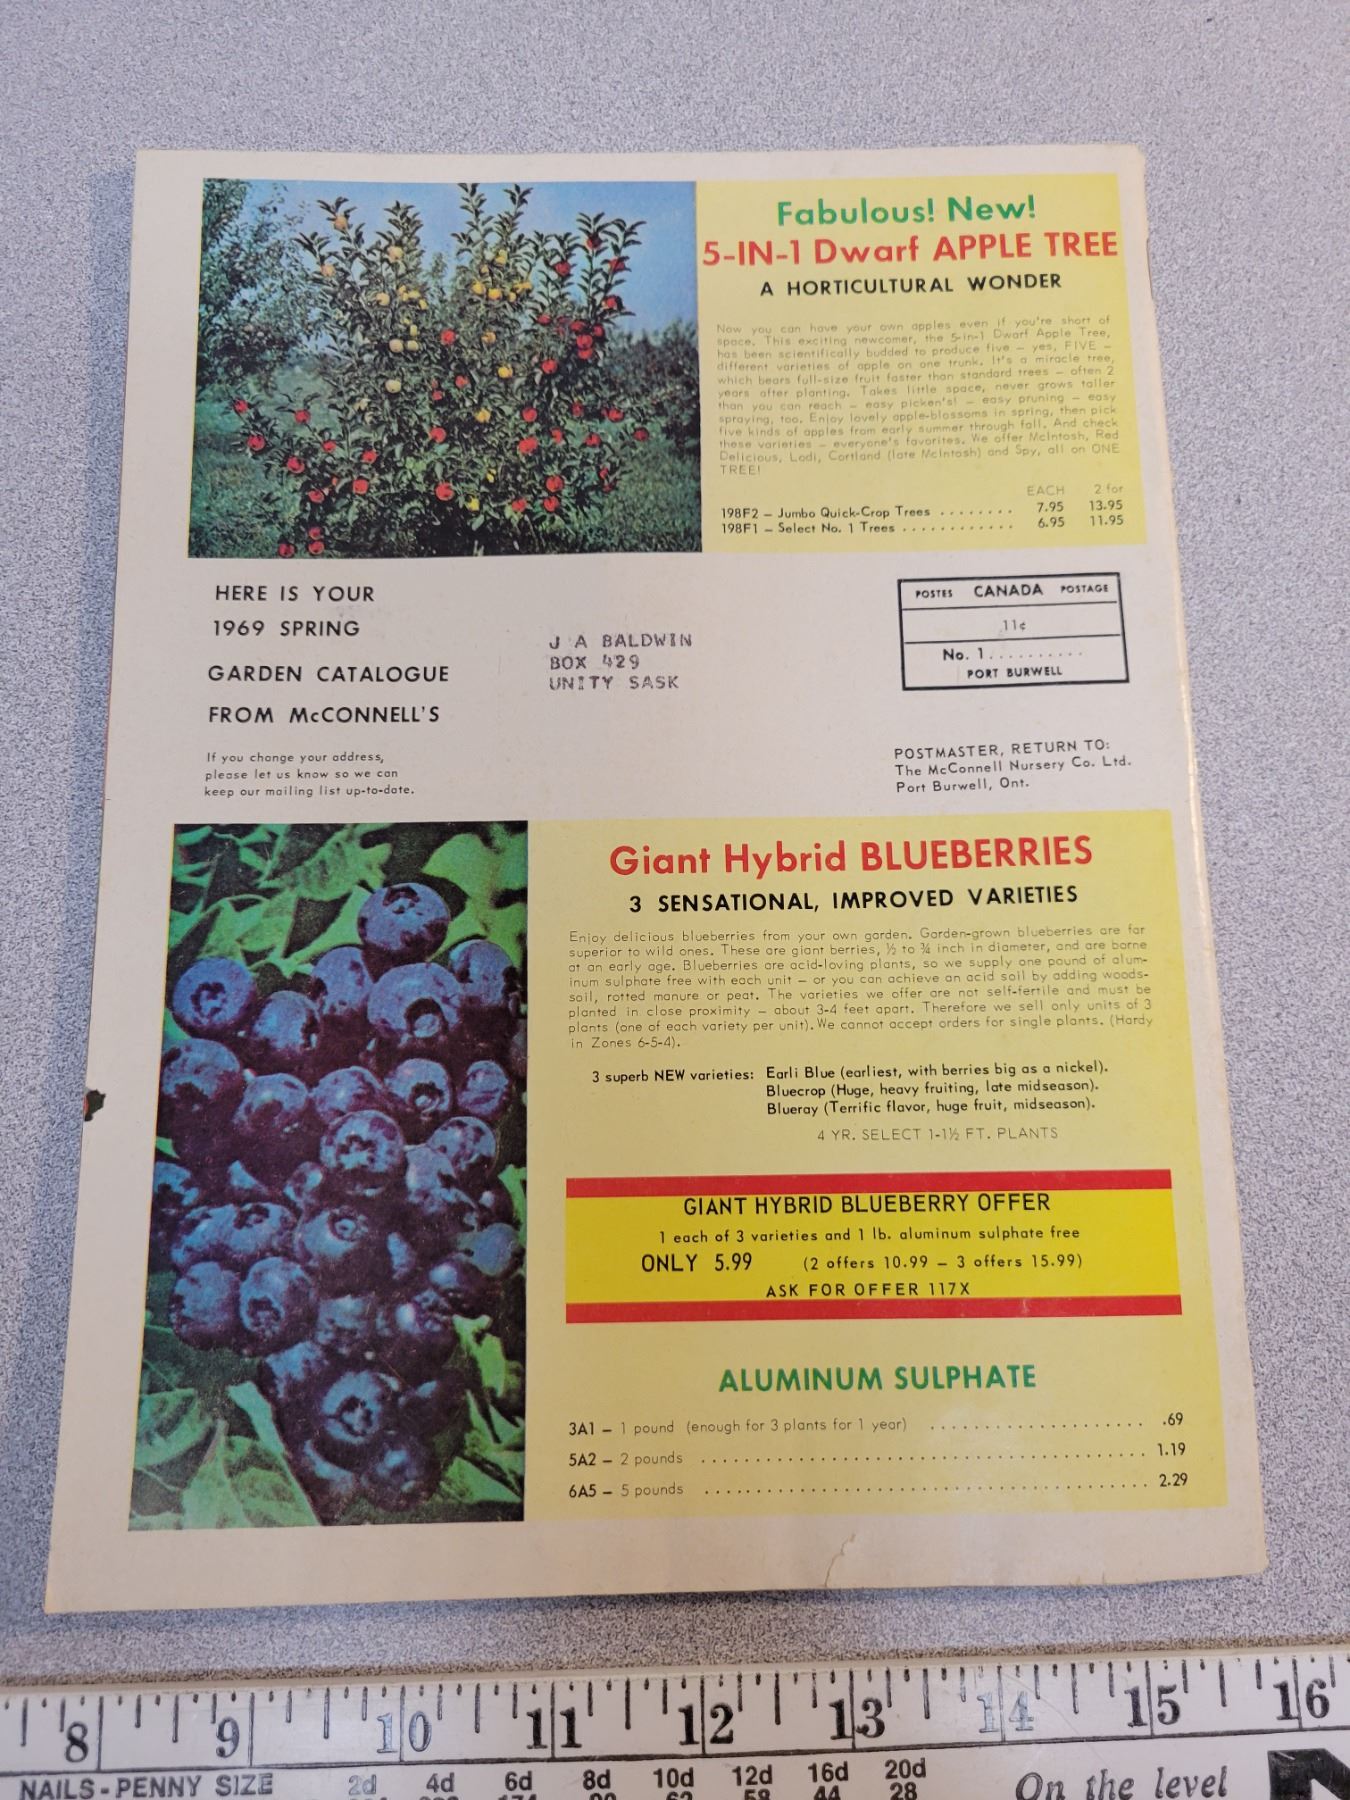 Fabulous! New!
5-IN-1 Dwarf APPLE TREE
A HORTICULTURAL WONDER
Now you can have your own apples even if you're short of
space. This exciting newcomer, the 5-in-1 Dwarf Apple Tree,
has been scientifically budded to produce five – yes, FIVE –
different varieties of apple on one trunk. It's a miracle tree,
which bears full-size fruit faster than standard trees – often 2
years after planting. Takes little space, never grows taller
than you can reach – easy picken's! – easy pruning – easy
spraying, too. Enjoy lovely apple-blossoms in spring, then pick
five kinds of apples from early summer through fall. And check
these varieties – everyone's favorites. We offer McIntosh, Red
Delicious, Lodi, Cortland (late McIntosh) and Spy, all on ONE
TREE!
EACH 2 for
198F2 – Jumbo Quick-Crop Trees ........ 7.95 13.95
198F1 – Select No. 1 Trees ............ 6.95 11.95
HERE IS YOUR
1969 SPRING
GARDEN CATALOGUE
FROM McCONNELL'S
If you change your address,
please let us know so we can
keep our mailing list up-to-date.
J A BALDWIN
BOX 429
UNITY SASK
POSTES CANADA POSTAGE
11¢
No. 1..........
PORT BURWELL
POSTMASTER, RETURN TO:
The McConnell Nursery Co. Ltd.
Port Burwell, Ont.
Giant Hybrid BLUEBERRIES
3 SENSATIONAL, IMPROVED VARIETIES
Enjoy delicious blueberries from your own garden. Garden-grown blueberries are far
superior to wild ones. These are giant berries, ½ to ¾ inch in diameter, and are borne
at an early age. Blueberries are acid-loving plants, so we supply one pound of alum-
inum sulphate free with each unit – or you can achieve an acid soil by adding woods-
soil, rotted manure or peat. The varieties we offer are not self-fertile and must be
planted in close proximity – about 3-4 feet apart. Therefore we sell only units of 3
plants (one of each variety per unit). We cannot accept orders for single plants. (Hardy
in Zones 6-5-4).
3 superb NEW varieties: Earli Blue (earliest, with berries big as a nickel).
Bluecrop (Huge, heavy fruiting, late midseason).
Blueray (Terrific flavor, huge fruit, midseason).
4 YR. SELECT 1-1½ FT. PLANTS
GIANT HYBRID BLUEBERRY OFFER
1 each of 3 varieties and 1 lb. aluminum sulphate free
ONLY 5.99 (2 offers 10.99 – 3 offers 15.99)
ASK FOR OFFER 117X
ALUMINUM SULPHATE
3A1 – 1 pound (enough for 3 plants for 1 year) .................... .69
5A2 – 2 pounds ........................................ 1.19
6A5 – 5 pounds ........................................ 2.29
8 9 10 11 12 13 14 15 16
NAILS-PENNY SIZE 2d 4d 6d 8d 10d 12d 16d 20d
On the level